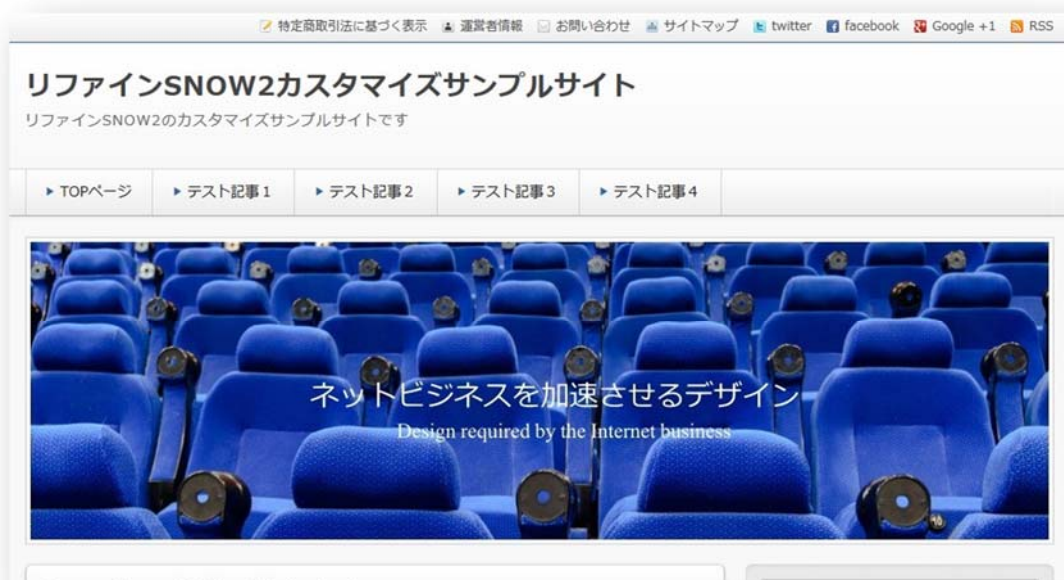 特定商取引法に基づく表示 運営者情報 お問い合わせ サイトマップ twitter facebook Google +1 RSS
リファインSNOW2カスタマイズサンプルサイト
リファインSNOW2のカスタマイズサンプルサイトです
TOPページ テスト記事1 テスト記事2 テスト記事3 テスト記事4
ネットビジネスを加速させるデザイン
Design required by the Internet business